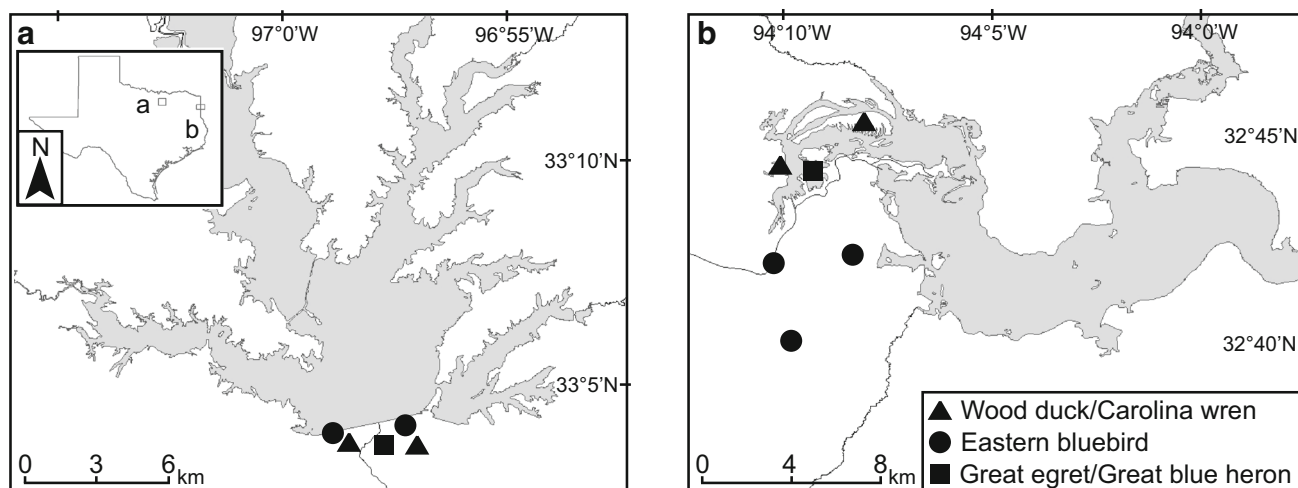 a
97°0'W
96°55'W
a
b
N
33°10'N
33°5'N
0 3 6 km
b
94°10'W
94°5'W
94°0'W
32°45'N
32°40'N
0 4 8 km
Wood duck/Carolina wren
Eastern bluebird
Great egret/Great blue heron